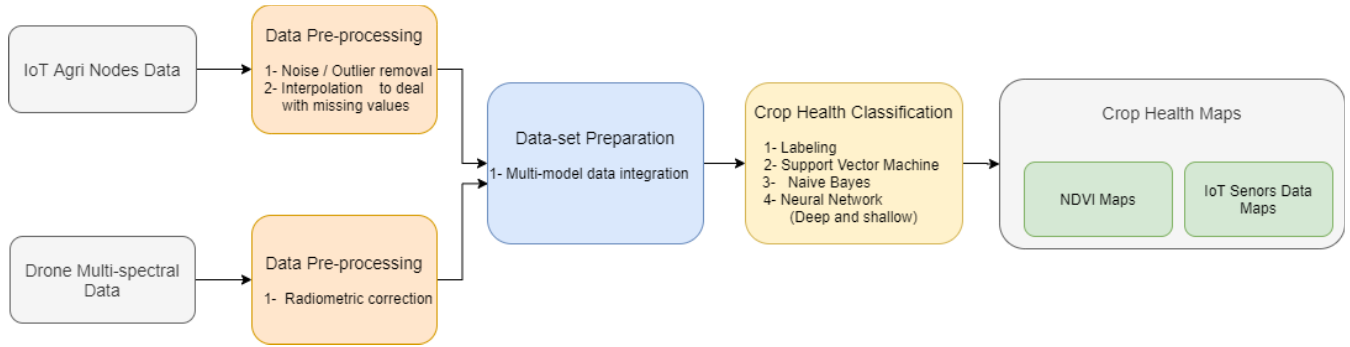 IoT Agri Nodes Data
Data Pre-processing
1- Noise / Outlier removal
2- Interpolation to deal
with missing values
Drone Multi-spectral
Data
Data Pre-processing
1- Radiometric correction
Data-set Preparation
1- Multi-model data integration
Crop Health Classification
1- Labeling
2- Support Vector Machine
3- Naive Bayes
4- Neural Network
(Deep and shallow)
Crop Health Maps
NDVI Maps
IoT Senors Data
Maps